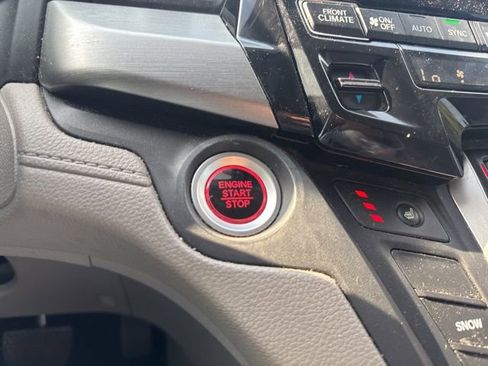 FRONT
CLIMATE
ON/
OFF
AUTO
SYNC
ENGINE
START
STOP
SNOW